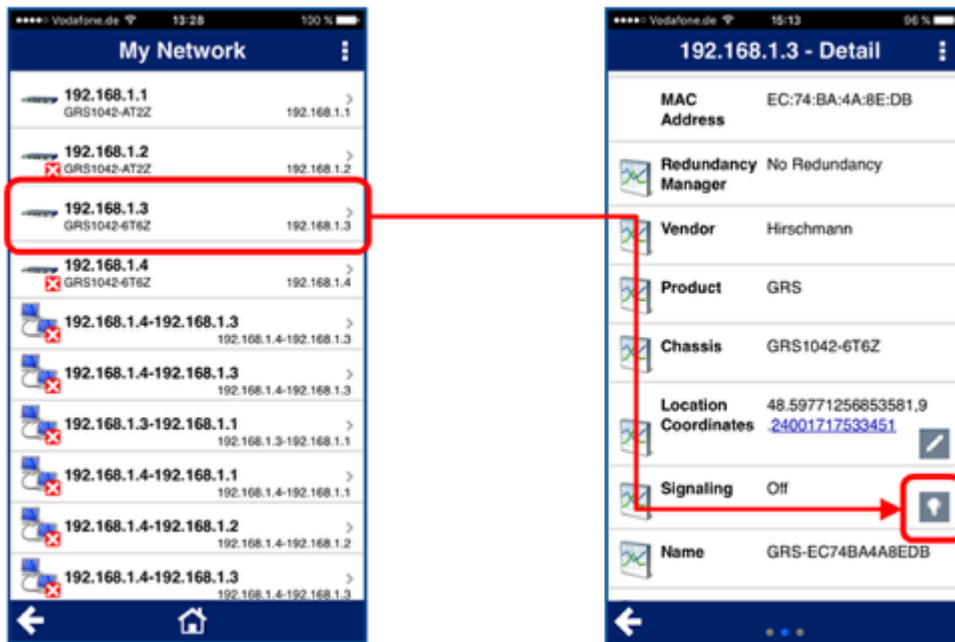 Vodafone.de 13:28 100 %
My Network
192.168.1.1
GRS1042-AT2Z 192.168.1.1
192.168.1.2
GRS1042-AT2Z 192.168.1.2
192.168.1.3
GRS1042-6T6Z 192.168.1.3
192.168.1.4
GRS1042-6T6Z 192.168.1.4
192.168.1.4-192.168.1.3
192.168.1.4-192.168.1.3
192.168.1.4-192.168.1.3
192.168.1.4-192.168.1.3
192.168.1.3-192.168.1.1
192.168.1.3-192.168.1.1
192.168.1.4-192.168.1.1
192.168.1.4-192.168.1.1
192.168.1.4-192.168.1.2
192.168.1.4-192.168.1.2
192.168.1.4-192.168.1.3
192.168.1.4-192.168.1.3
Vodafone.de 15:13 96 %
192.168.1.3 - Detail
MAC EC:74:BA:4A:8E:DB
Address
Redundancy No Redundancy
Manager
Vendor Hirschmann
Product GRS
Chassis GRS1042-6T6Z
Location 48.59771256853581,9
Coordinates .24001717533451
Signaling Off
Name GRS-EC74BA4A8EDB